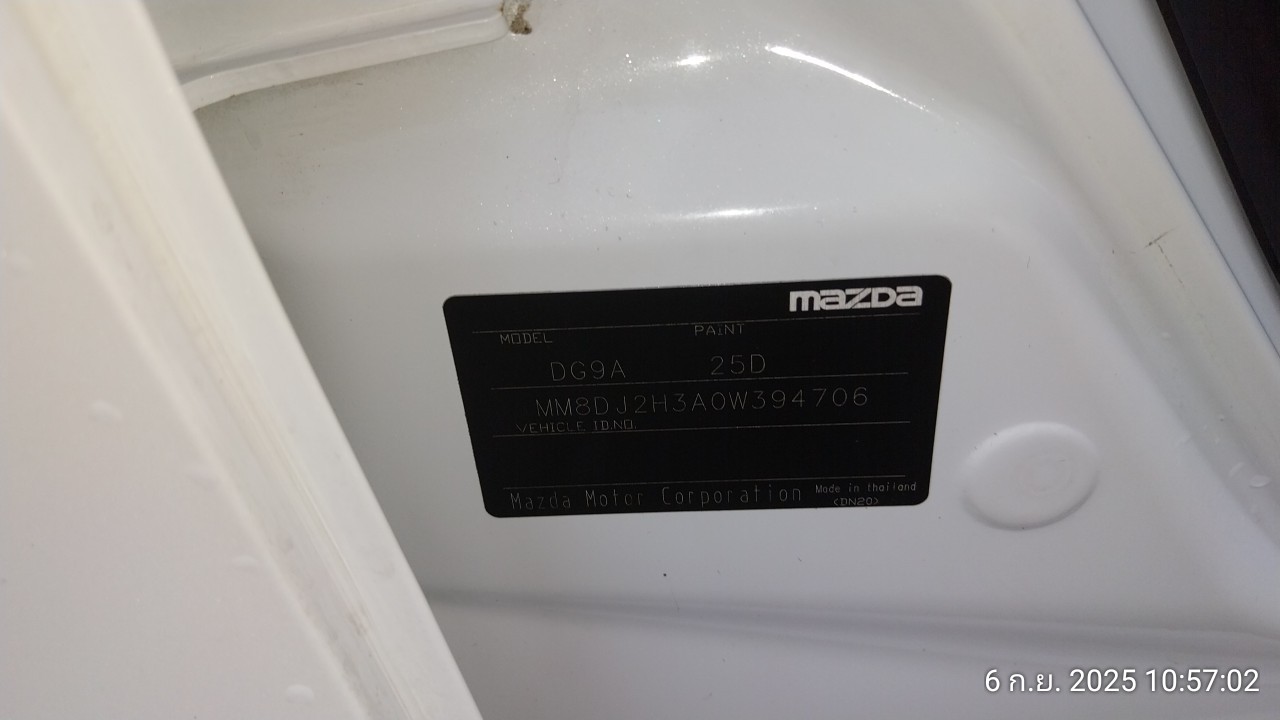 mazda
MODEL PAINT
DG9A 25D
MM8DJ2H3A0W394706
VEHICLE ID.NO.
Mazda Motor Corporation Made in thailand
<DN20>
6 ก.ย. 2025 10:57:02